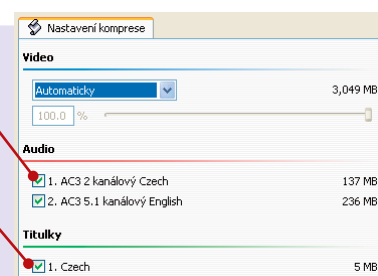 Nastavení komprese
Video
Automaticky 3,049 MB
100.0 %
Audio
1. AC3 2 kanálový Czech 137 MB
2. AC3 5.1 kanálový English 236 MB
Titulky
1. Czech 5 MB